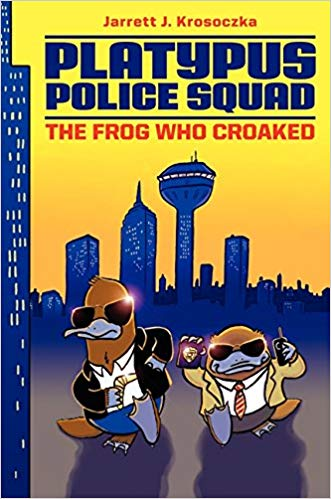 Jarrett J. Krosoczka
PLATYPUS
POLICE SQUAD
THE FROG WHO CROAKED